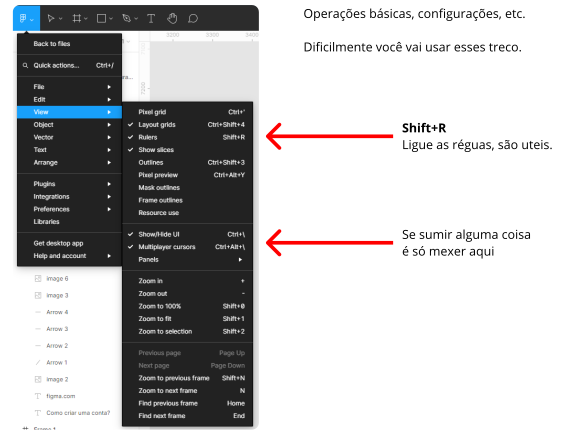 Operações básicas, configurações, etc.
Dificilmente você vai usar esses treco.
3200 3300 3400
Back to files
Quick actions... Ctrl+/
File
Edit
View
Object
Vector
Text
Arrange
Plugins
Integrations
Preferences
Libraries
Get desktop app
Help and account
3200
Pixel grid Ctrl+'
Layout grids Ctrl+Shift+4
Rulers Shift+R
Show slices
Outlines Ctrl+Shift+3
Pixel preview Ctrl+Alt+Y
Mask outlines
Frame outlines
Resource use
Show/Hide UI Ctrl+\
Multiplayer cursors Ctrl+Alt+\
Panels
Zoom in +
Zoom out -
Zoom to 100% Shift+0
Zoom to fit Shift+1
Zoom to selection Shift+2
Previous page Page Up
Next page Page Down
Zoom to previous frame Shift+N
Zoom to next frame N
Find previous frame Home
Find next frame End
image 6
image 3
Arrow 4
Arrow 3
Arrow 2
Arrow 1
image 2
figma.com
Como criar uma conta?
Frame 1
Shift+R
Ligue as réguas, são uteis.
Se sumir alguma coisa
é só mexer aqui